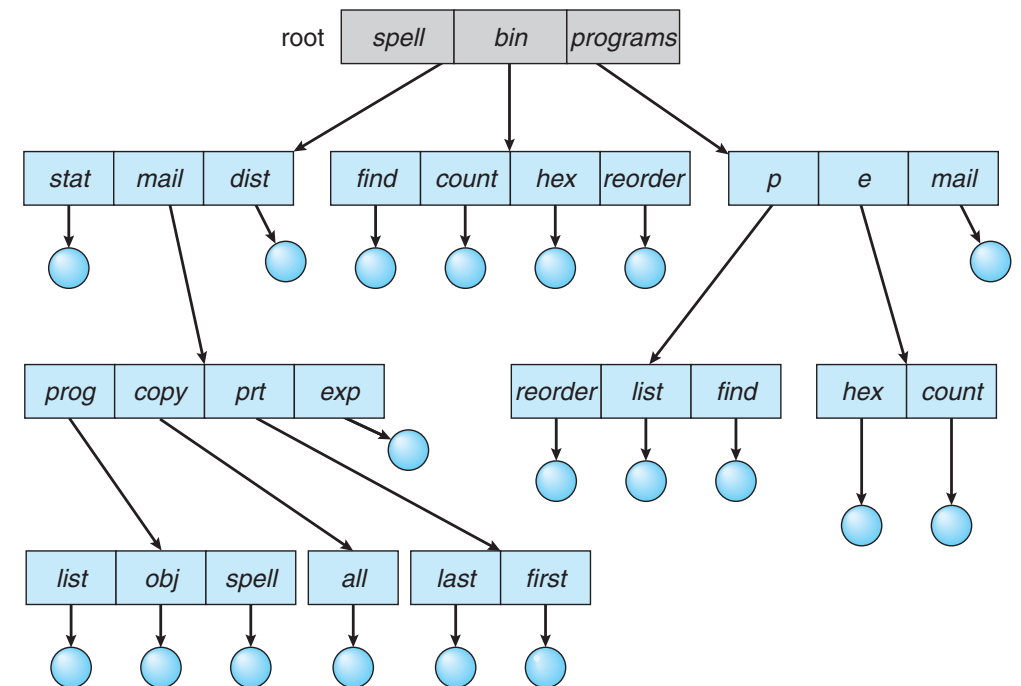 root spell bin programs
stat mail dist find count hex reorder p e mail
prog copy prt exp reorder list find hex count
list obj spell all last first